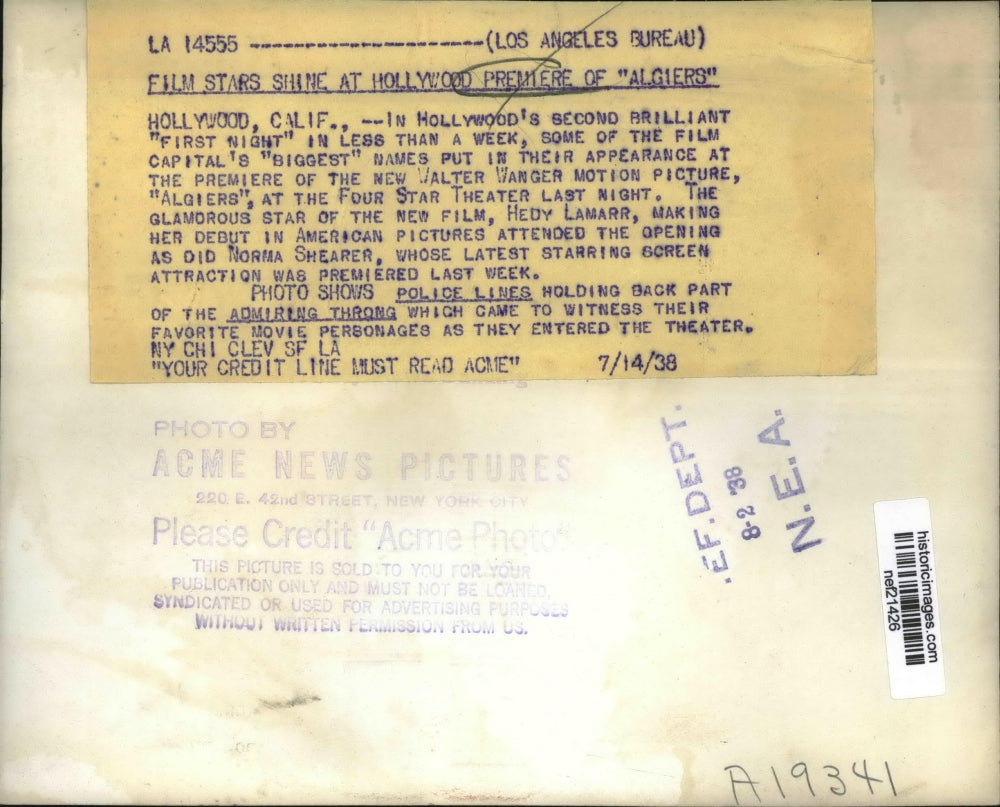 LA 14555 -----------------------(LOS ANGELES BUREAU)
FILM STARS SHINE AT HOLLYWOOD PREMIERE OF "ALGIERS"
HOLLYWOOD, CALIF., --IN HOLLYWOOD'S SECOND BRILLIANT
"FIRST NIGHT" IN LESS THAN A WEEK, SOME OF THE FILM
CAPITAL'S "BIGGEST" NAMES PUT IN THEIR APPEARANCE AT
THE PREMIERE OF THE NEW WALTER WANGER MOTION PICTURE,
"ALGIERS", AT THE FOUR STAR THEATER LAST NIGHT. THE
GLAMOROUS STAR OF THE NEW FILM, HEDY LAMARR, MAKING
HER DEBUT IN AMERICAN PICTURES ATTENDED THE OPENING
AS DID NORMA SHEARER, WHOSE LATEST STARRING SCREEN
ATTRACTION WAS PREMIERED LAST WEEK.
PHOTO SHOWS POLICE LINES HOLDING BACK PART
OF THE ADMIRING THRONG WHICH CAME TO WITNESS THEIR
FAVORITE MOVIE PERSONAGES AS THEY ENTERED THE THEATER.
NY CHI CLEV SF LA
"YOUR CREDIT LINE MUST READ ACME" 7/14/38
PHOTO BY
ACME NEWS PICTURES
220 E. 42nd STREET, NEW YORK CITY
Please Credit "Acme Photo"
THIS PICTURE IS SOLD TO YOU FOR YOUR
PUBLICATION ONLY AND MUST NOT BE LOANED,
SYNDICATED OR USED FOR ADVERTISING PURPOSES
WITHOUT WRITTEN PERMISSION FROM US.
EF. DEPT.
8-2 '38
N.E.A.
historicimages.com
nef21426
A19341